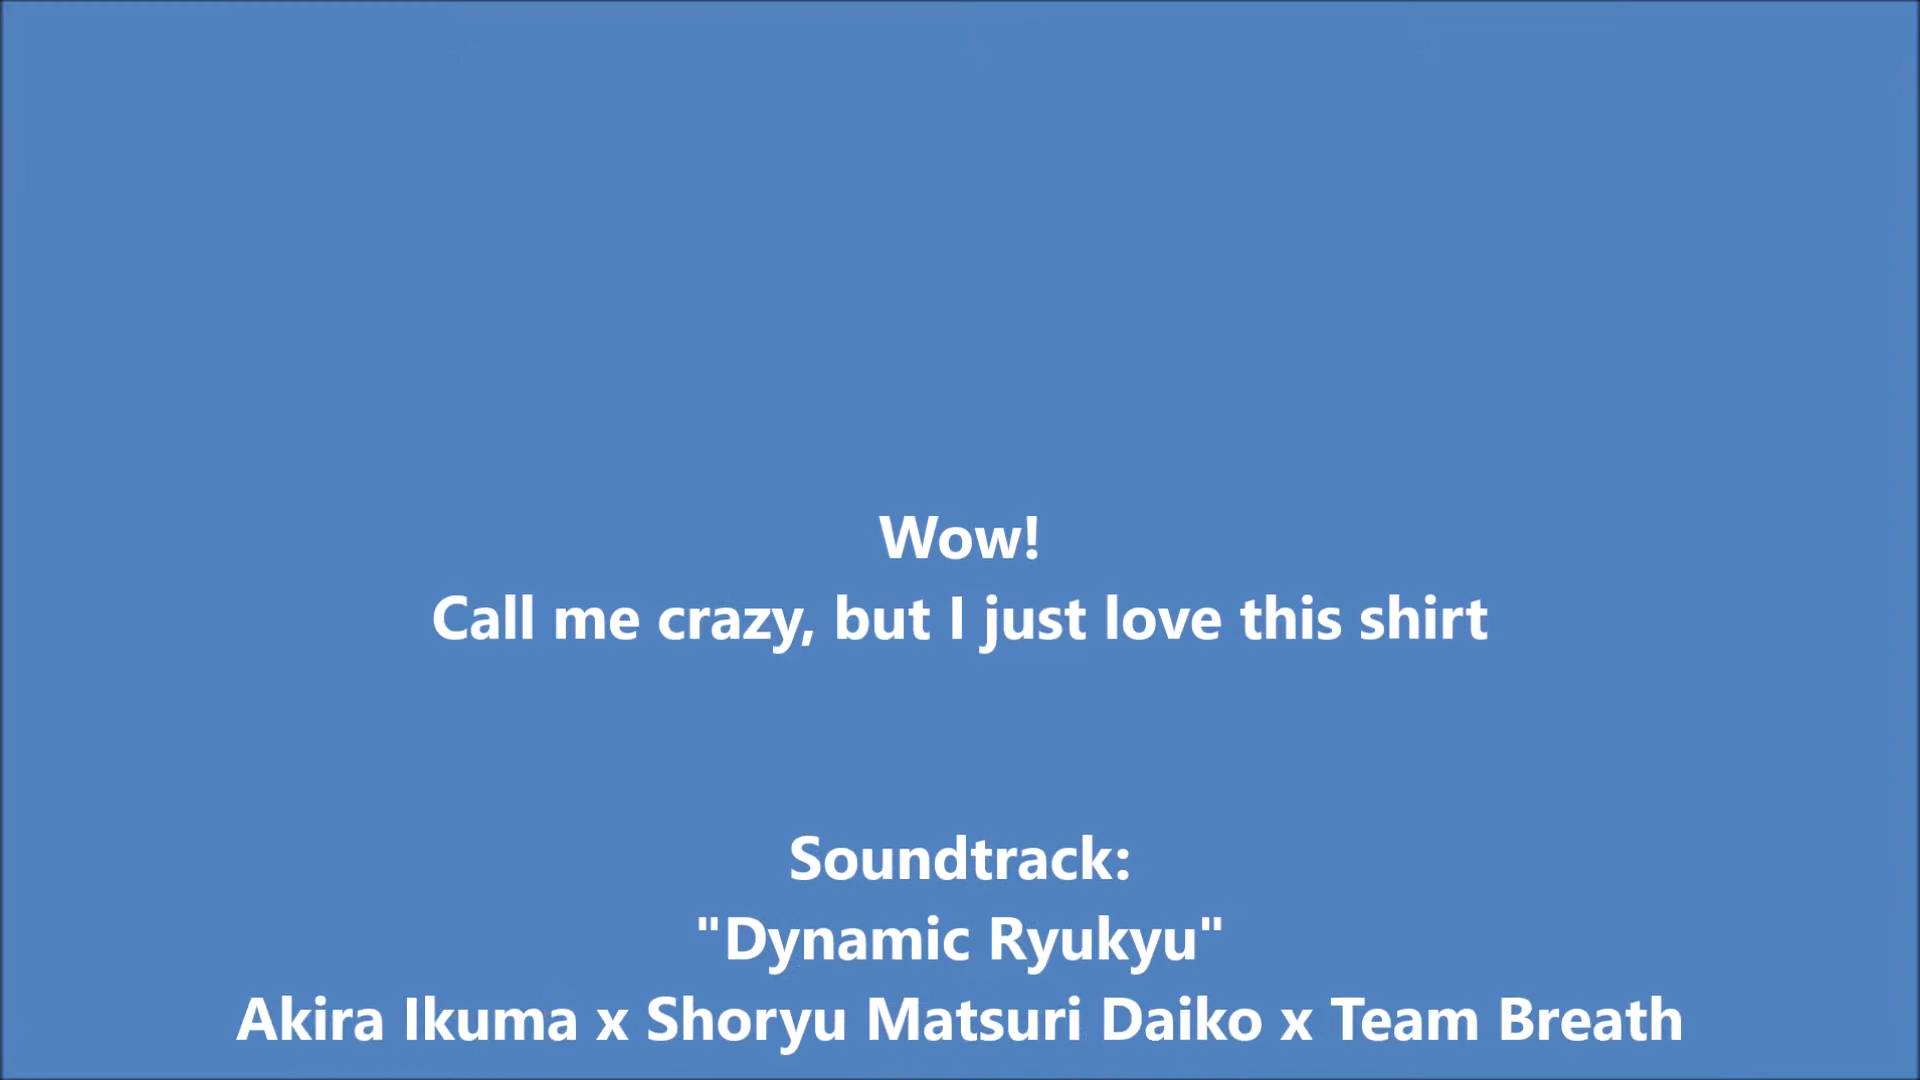 Wow!
Call me crazy, but I just love this shirt
Soundtrack:
"Dynamic Ryukyu"
Akira Ikuma x Shoryu Matsuri Daiko x Team Breath